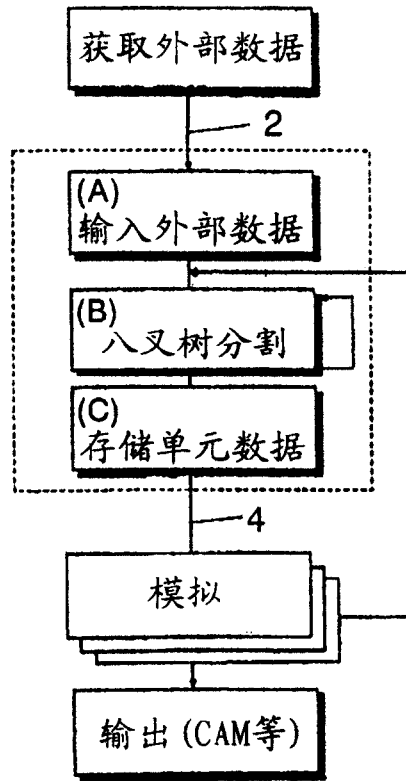 获取外部数据
2
(A)
输入外部数据
(B)
八叉树分割
(C)
存储单元数据
4
模拟
输出(CAM等)